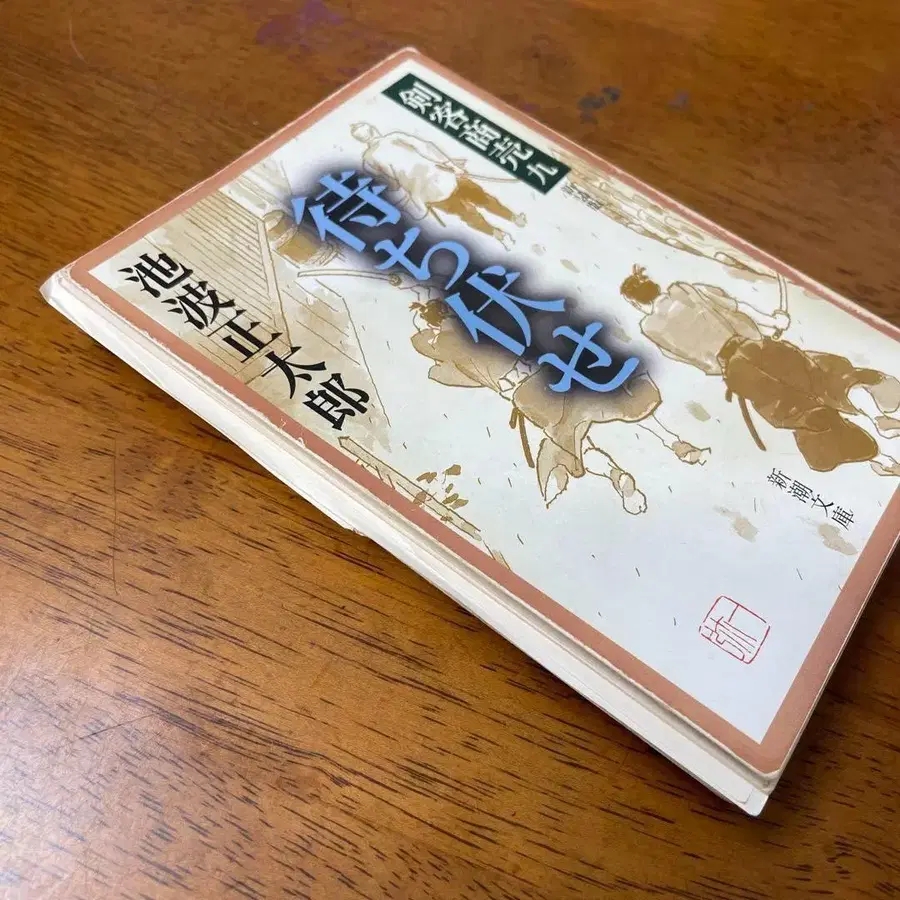 剣客商売 九
待ち伏せ
池波正太郎
新潮文庫